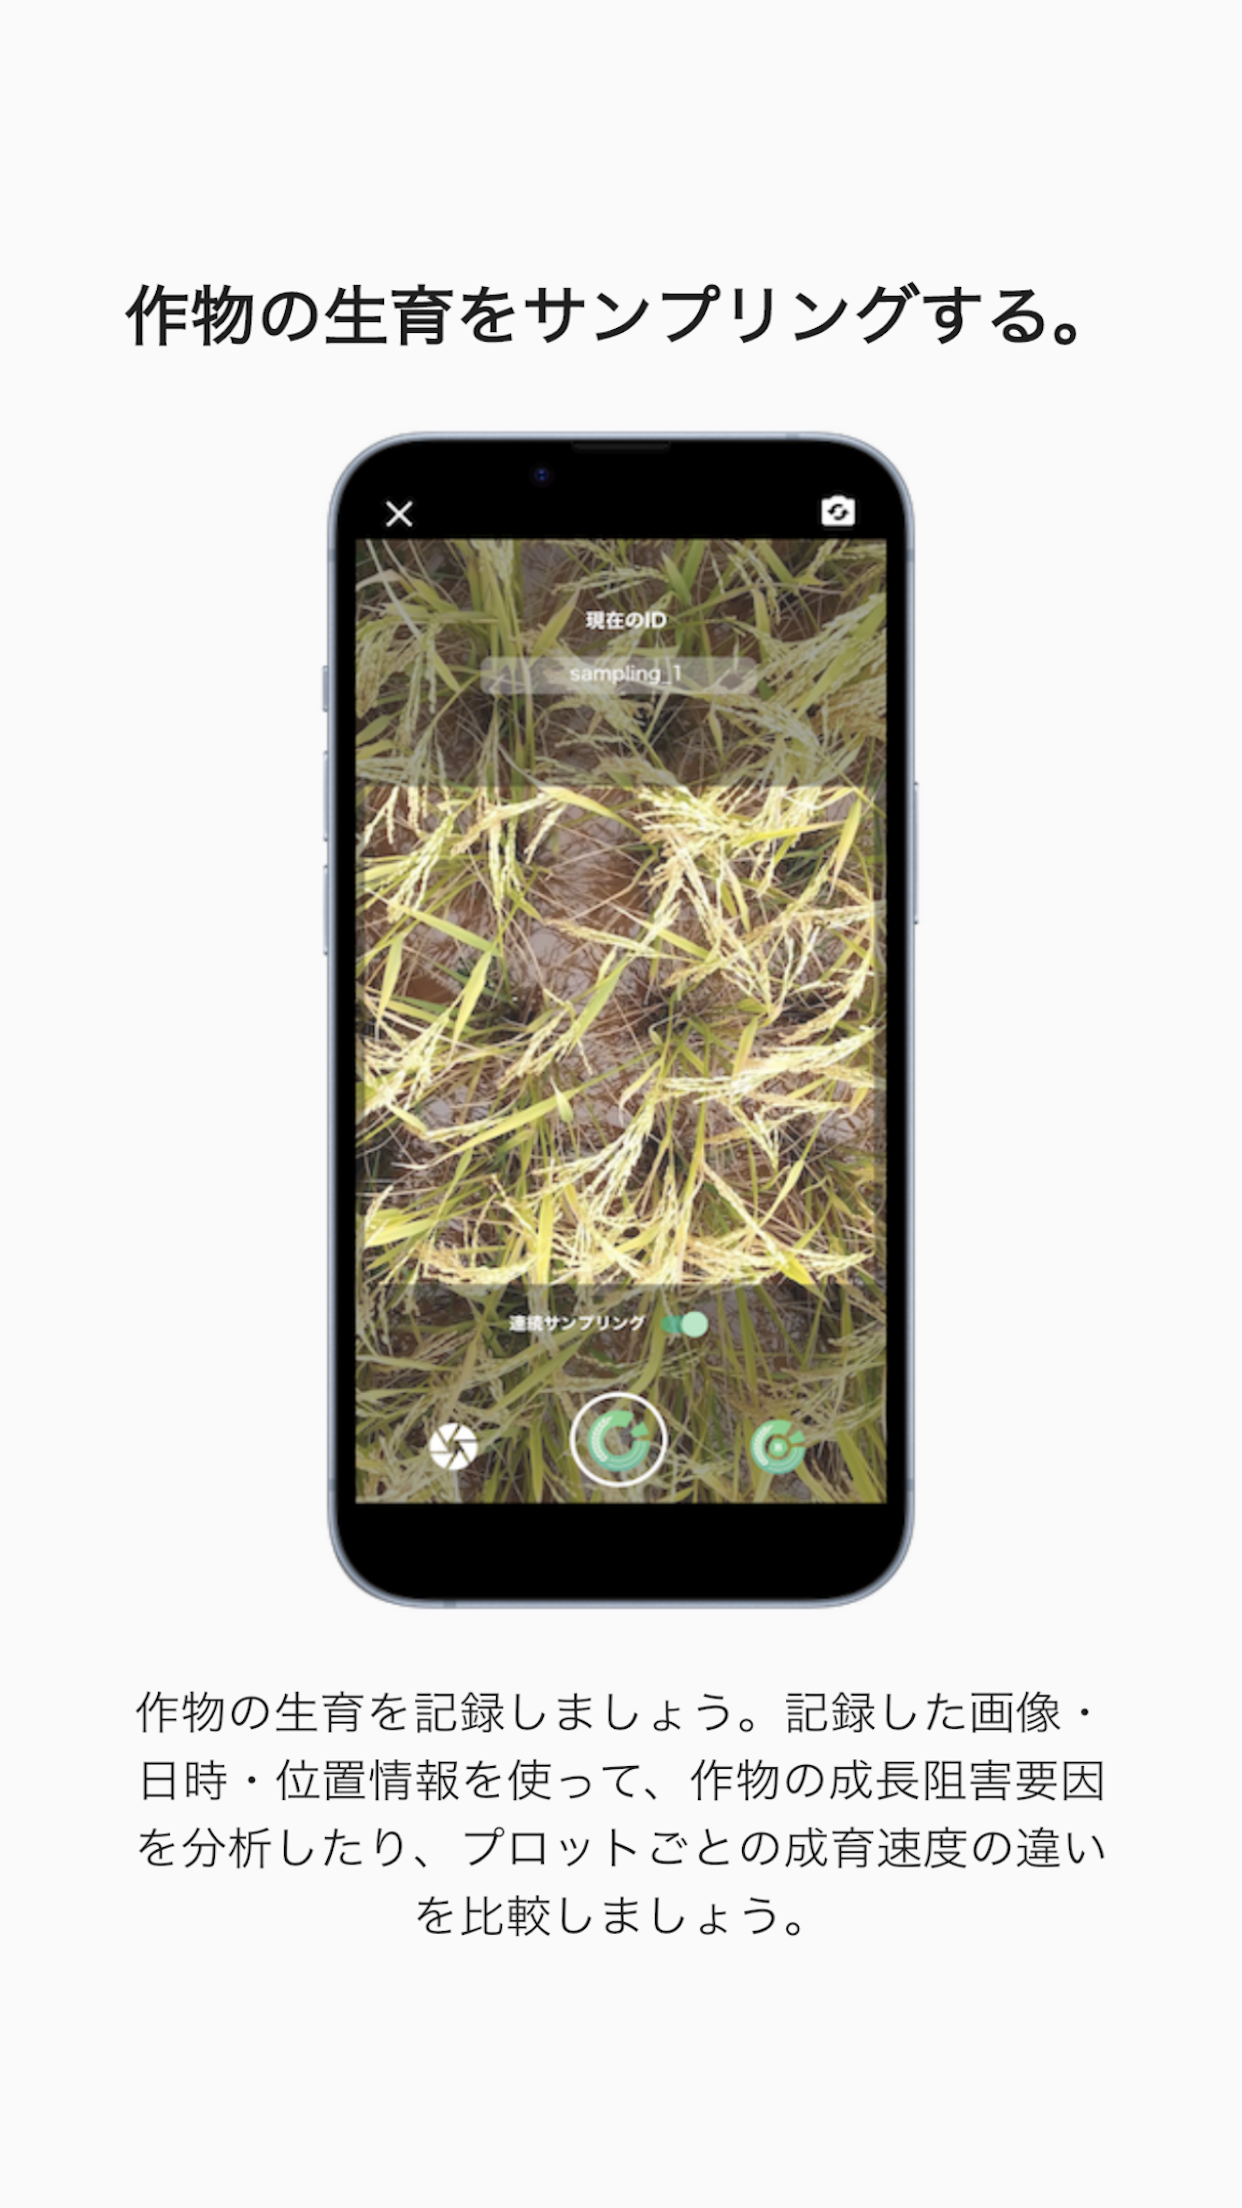 作物の生育をサンプリングする。
現在のID
sampling_1
連続サンプリング
作物の生育を記録しましょう。記録した画像・
日時・位置情報を使って、作物の成長阻害要因
を分析したり、プロットごとの成育速度の違い
を比較しましょう。